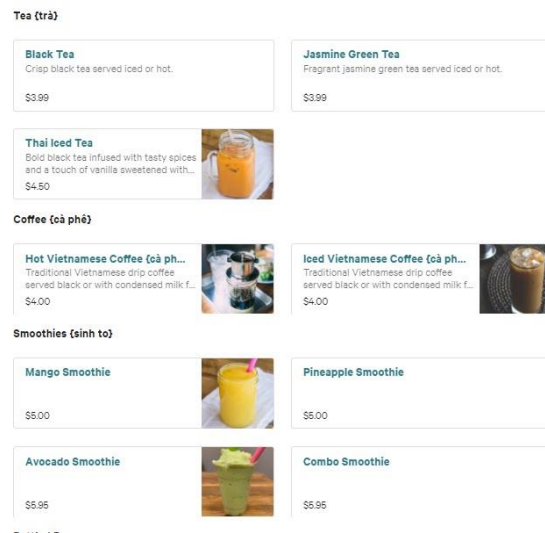 Tea {trà}
Black Tea
Crisp black tea served iced or hot.
$3.99
Jasmine Green Tea
Fragrant jasmine green tea served iced or hot.
$3.99
Thai Iced Tea
Bold black tea infused with tasty spices
and a touch of vanilla sweetened with...
$4.50
Coffee {cà phê}
Hot Vietnamese Coffee {cà ph...
Traditional Vietnamese drip coffee
served black or with condensed milk f...
$4.00
Iced Vietnamese Coffee {cà ph...
Traditional Vietnamese drip coffee
served black or with condensed milk f...
$4.00
Smoothies {sinh to}
Mango Smoothie
$5.00
Pineapple Smoothie
$5.00
Avocado Smoothie
$5.95
Combo Smoothie
$5.95